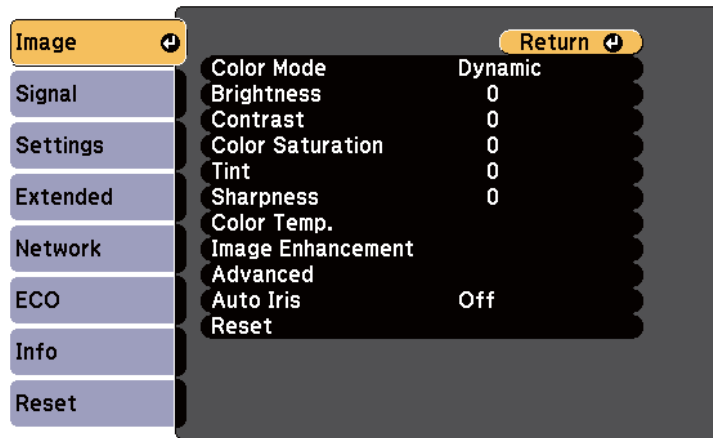 Image
Signal
Settings
Extended
Network
ECO
Info
Reset
Return
Color Mode Dynamic
Brightness 0
Contrast 0
Color Saturation 0
Tint 0
Sharpness 0
Color Temp.
Image Enhancement
Advanced
Auto Iris Off
Reset